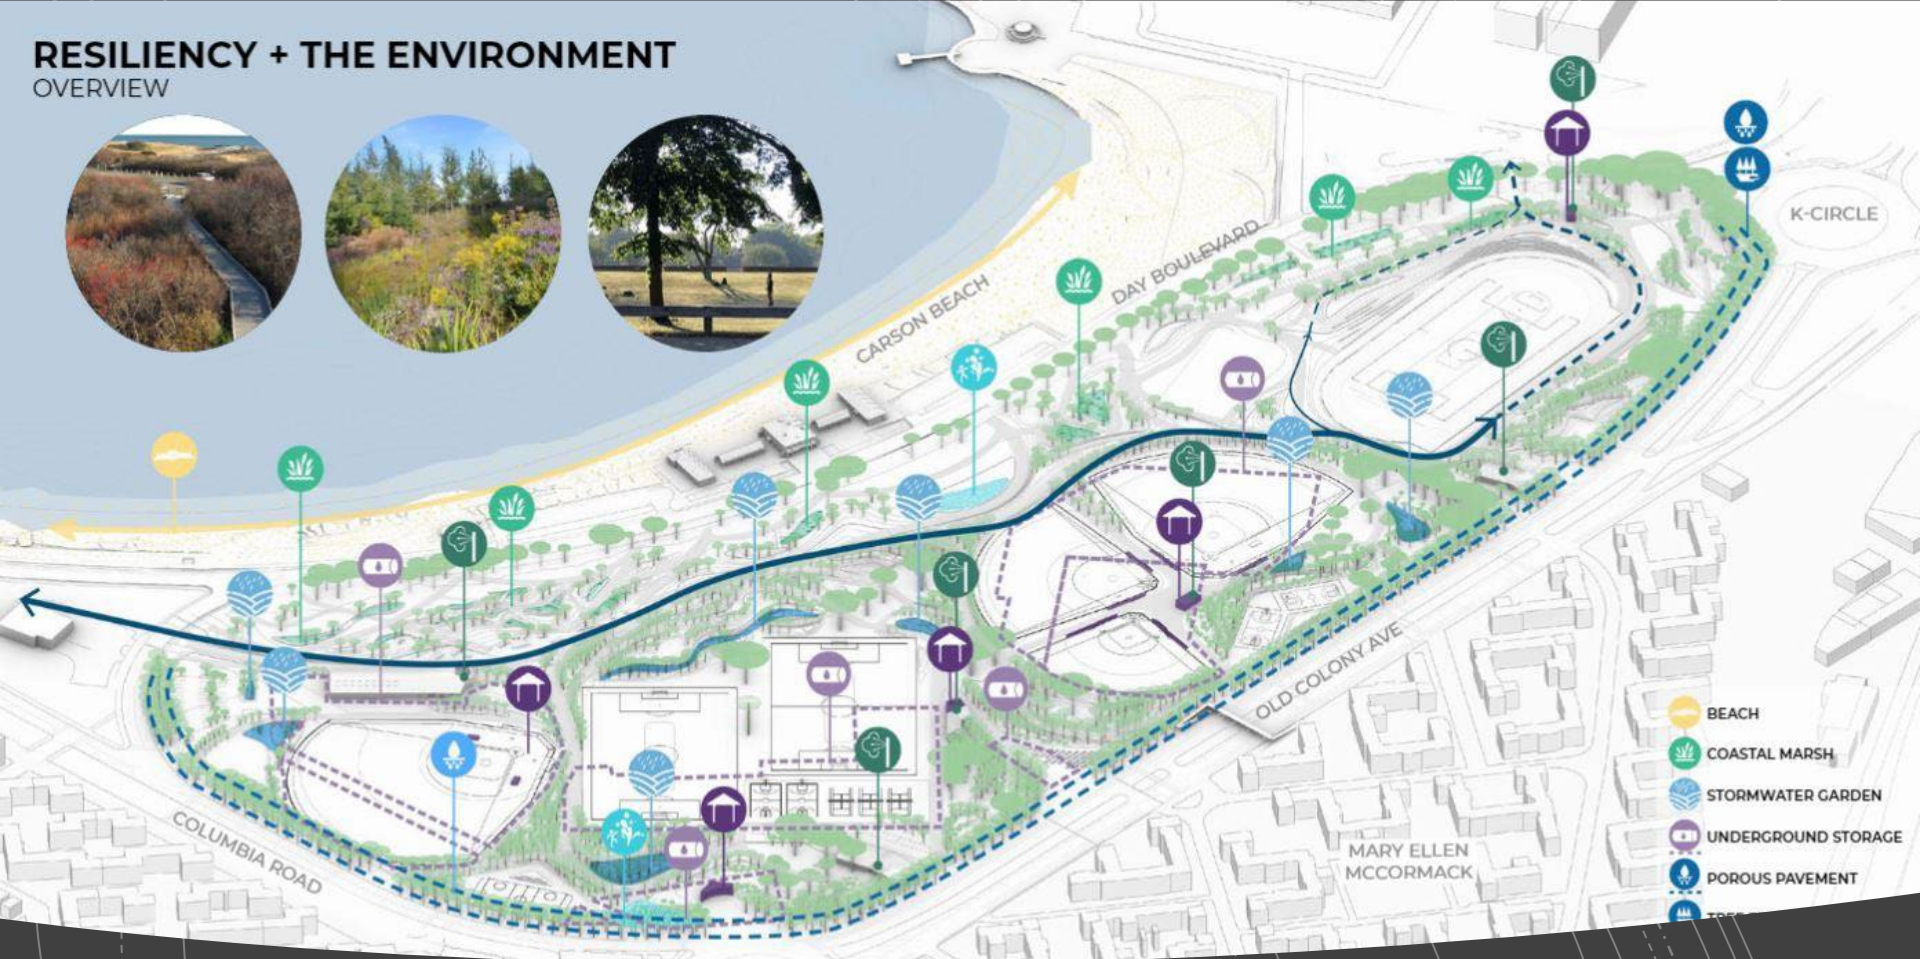 RESILIENCY + THE ENVIRONMENT
OVERVIEW
K-CIRCLE
DAY BOULEVARD
CARSON BEACH
OLD COLONY AVE
COLUMBIA ROAD
MARY ELLEN
MCCORMACK
BEACH
COASTAL MARSH
STORMWATER GARDEN
UNDERGROUND STORAGE
POROUS PAVEMENT